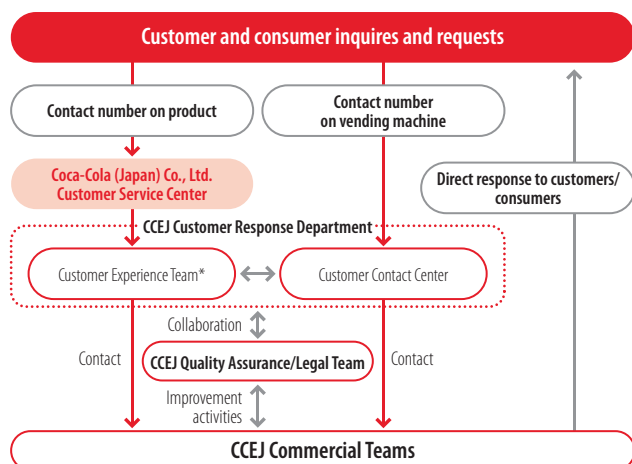 Customer and consumer inquires and requests
Contact number on product
Contact number
on vending machine
Coca-Cola (Japan) Co., Ltd.
Customer Service Center
Direct response to customers/
consumers
CCEJ Customer Response Department
Customer Experience Team*
Customer Contact Center
Collaboration
Contact
CCEJ Quality Assurance/Legal Team
Contact
Improvement
activities
CCEJ Commercial Teams